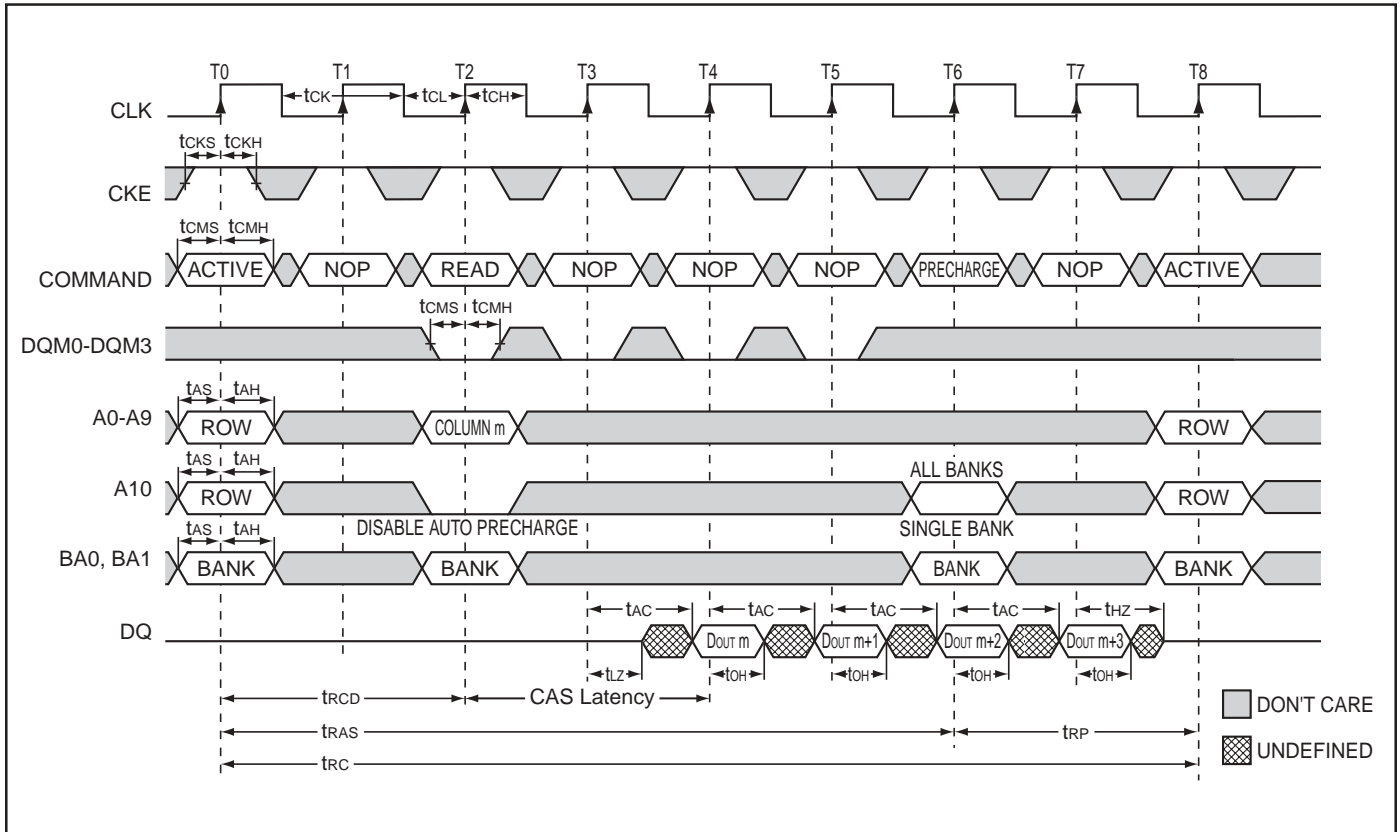 T0 T1 T2 T3 T4 T5 T6 T7 T8
CLK tCK tCL tCH
tCKS tCKH
CKE
tCMS tCMH
COMMAND ACTIVE NOP READ NOP NOP NOP PRECHARGE NOP ACTIVE
tCMS tCMH
DQM0-DQM3
tAS tAH
A0-A9 ROW COLUMN m ROW
tAS tAH ALL BANKS
A10 ROW ROW
DISABLE AUTO PRECHARGE SINGLE BANK
tAS tAH
BA0, BA1 BANK BANK BANK BANK
tAC tAC tAC tAC tHZ
DQ DOUT m DOUT m+1 DOUT m+2 DOUT m+3
tLZ tOH tOH tOH tOH
tRCD CAS Latency
DON'T CARE
tRAS tRP
UNDEFINED
tRC